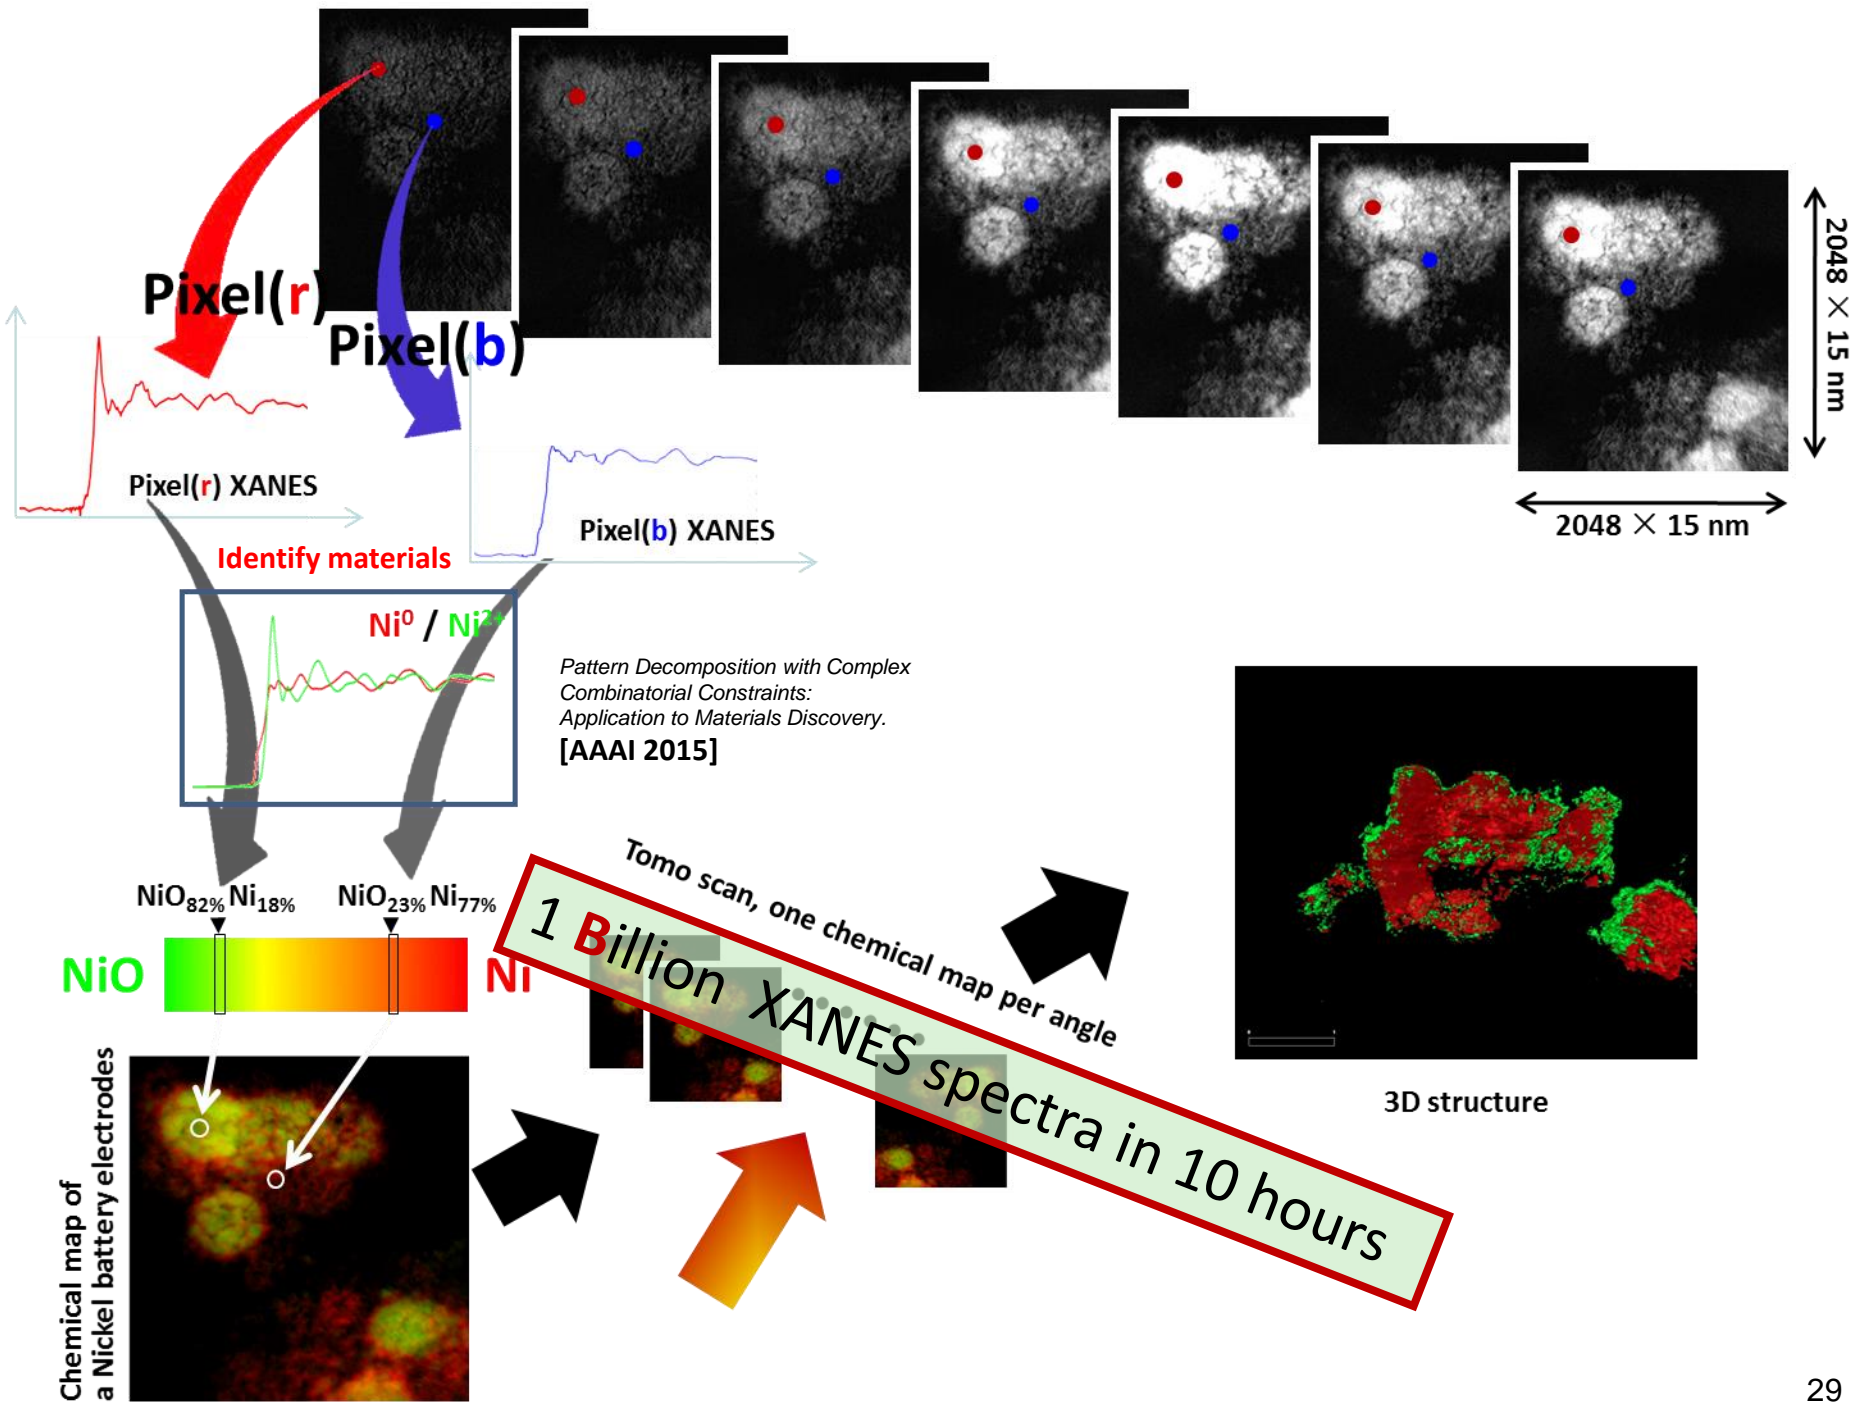 Pixel(r)
Pixel(b)
2048 × 15 nm
2048 × 15 nm
Pixel(r) XANES
Pixel(b) XANES
Identify materials
Ni⁰ / Ni²⁺
Pattern Decomposition with Complex
Combinatorial Constraints:
Application to Materials Discovery.
[AAAI 2015]
NiO82% Ni18%
NiO23% Ni77%
NiO
Ni
Tomo scan, one chemical map per angle
1 Billion XANES spectra in 10 hours
3D structure
Chemical map of
a Nickel battery electrodes
29